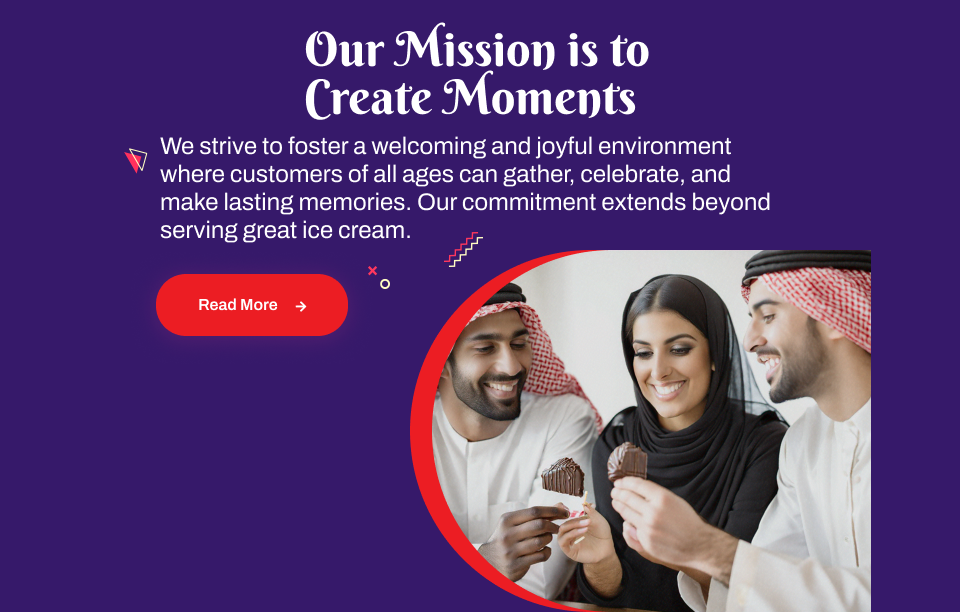 Our Mission is to
Create Moments
We strive to foster a welcoming and joyful environment
where customers of all ages can gather, celebrate, and
make lasting memories. Our commitment extends beyond
serving great ice cream.
Read More